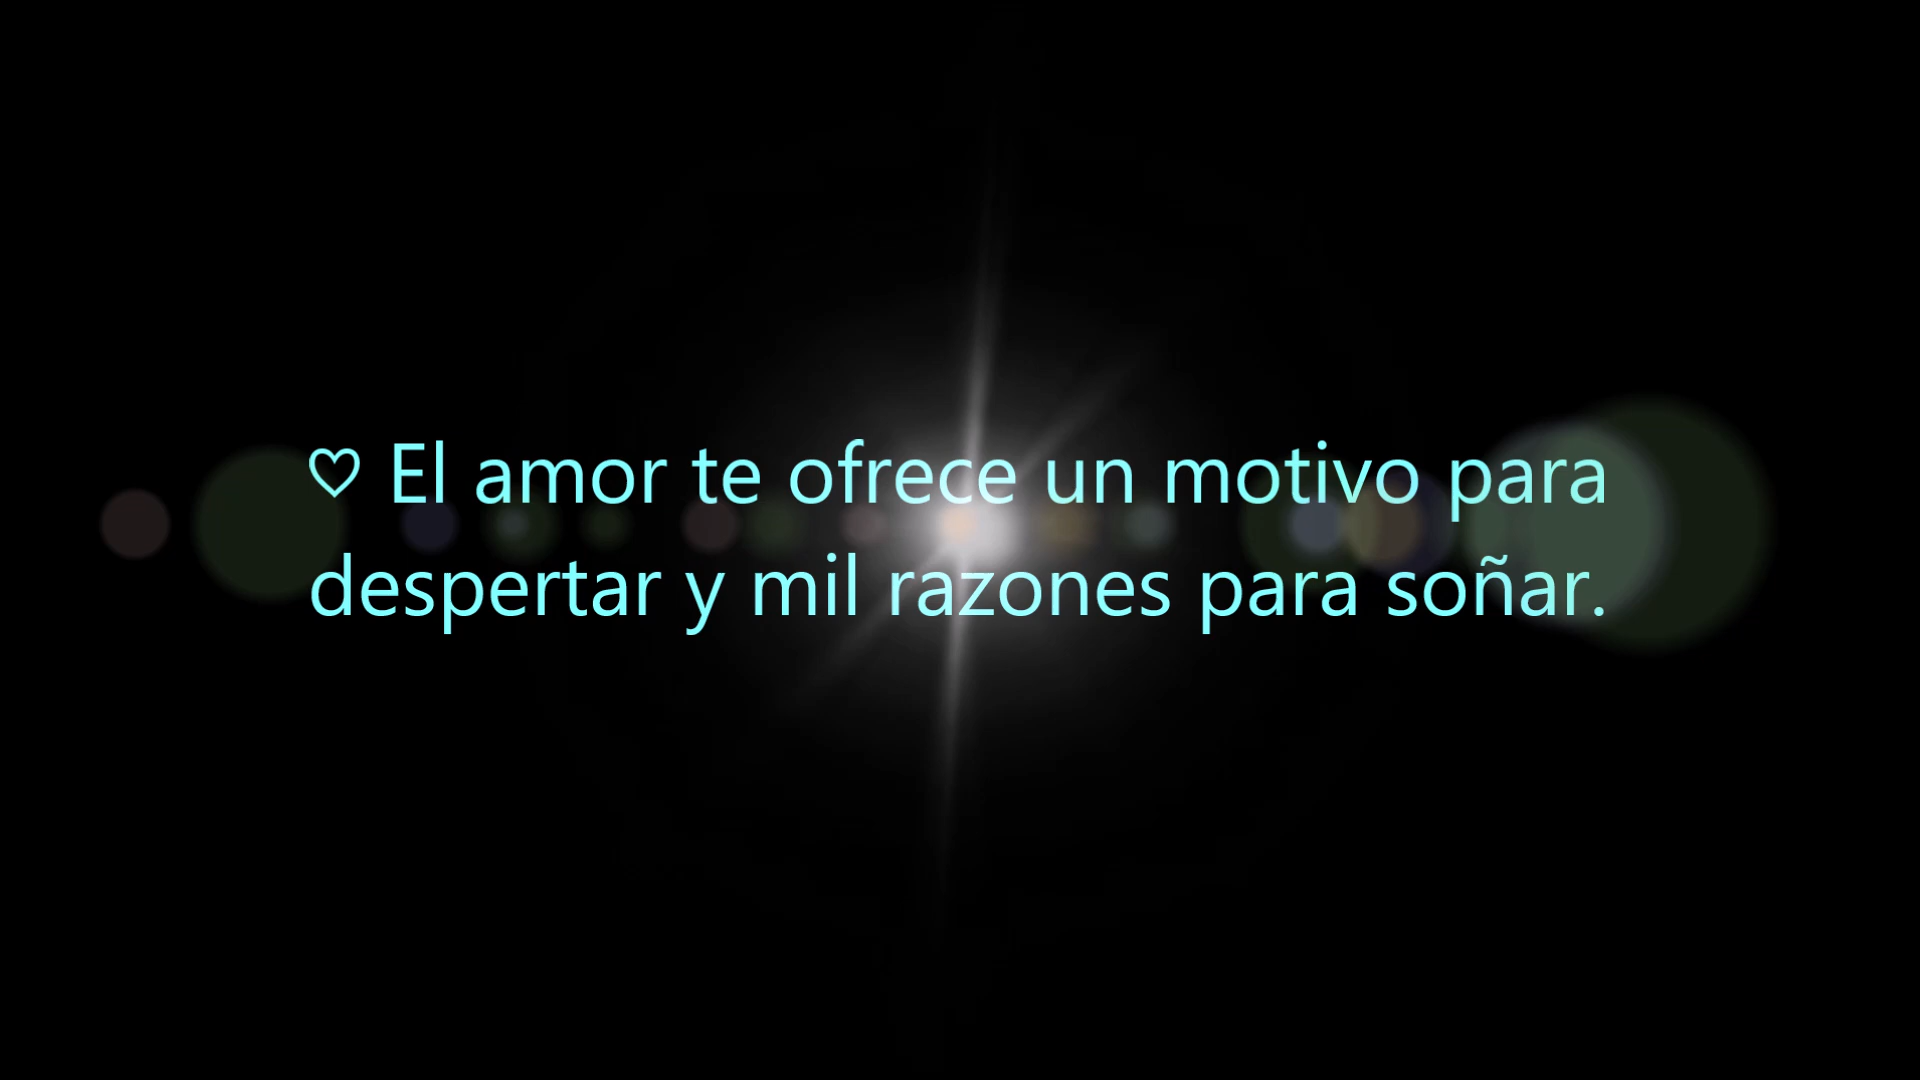 ♡ El amor te ofrece un motivo para
despertar y mil razones para soñar.